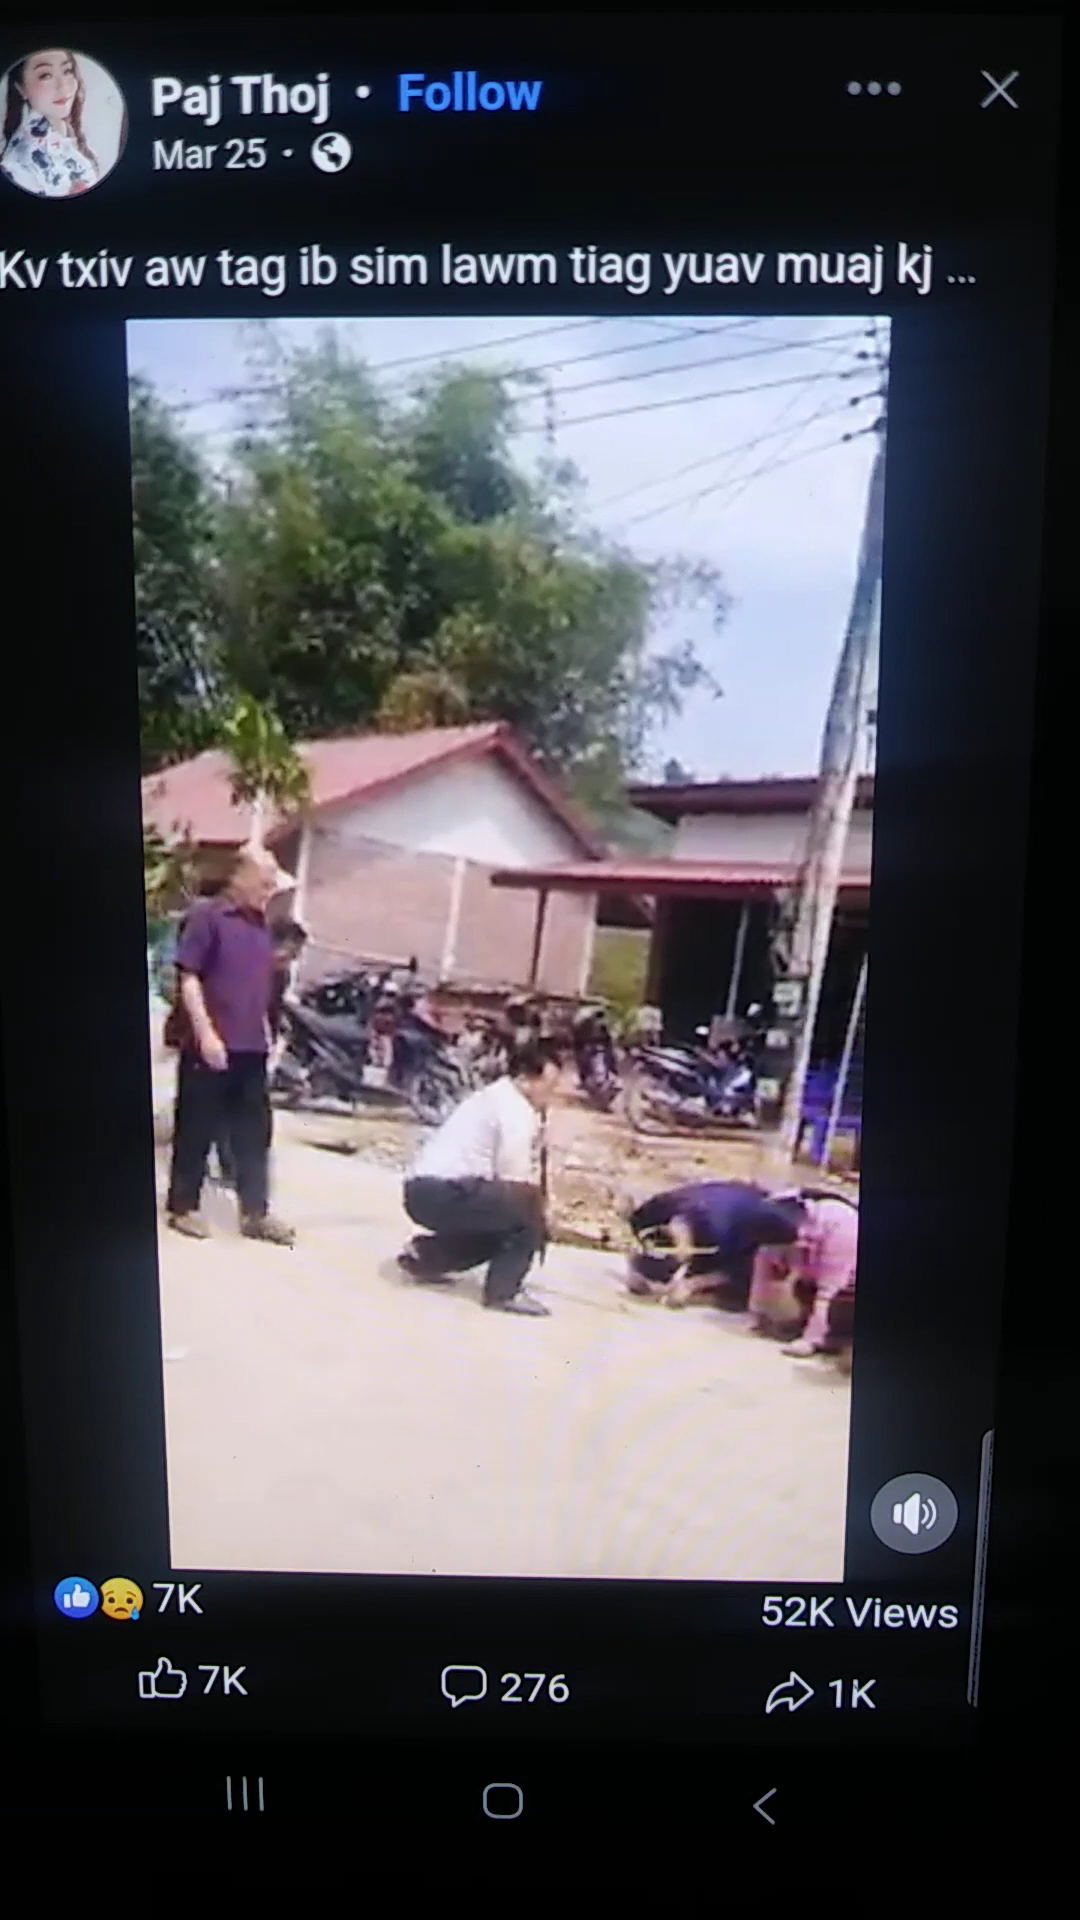 Paj Thoj • Follow
Mar 25 •
Kv txiv aw tag ib sim lawm tiag yuav muaj kj ...
7K
52K Views
7K
276
1K